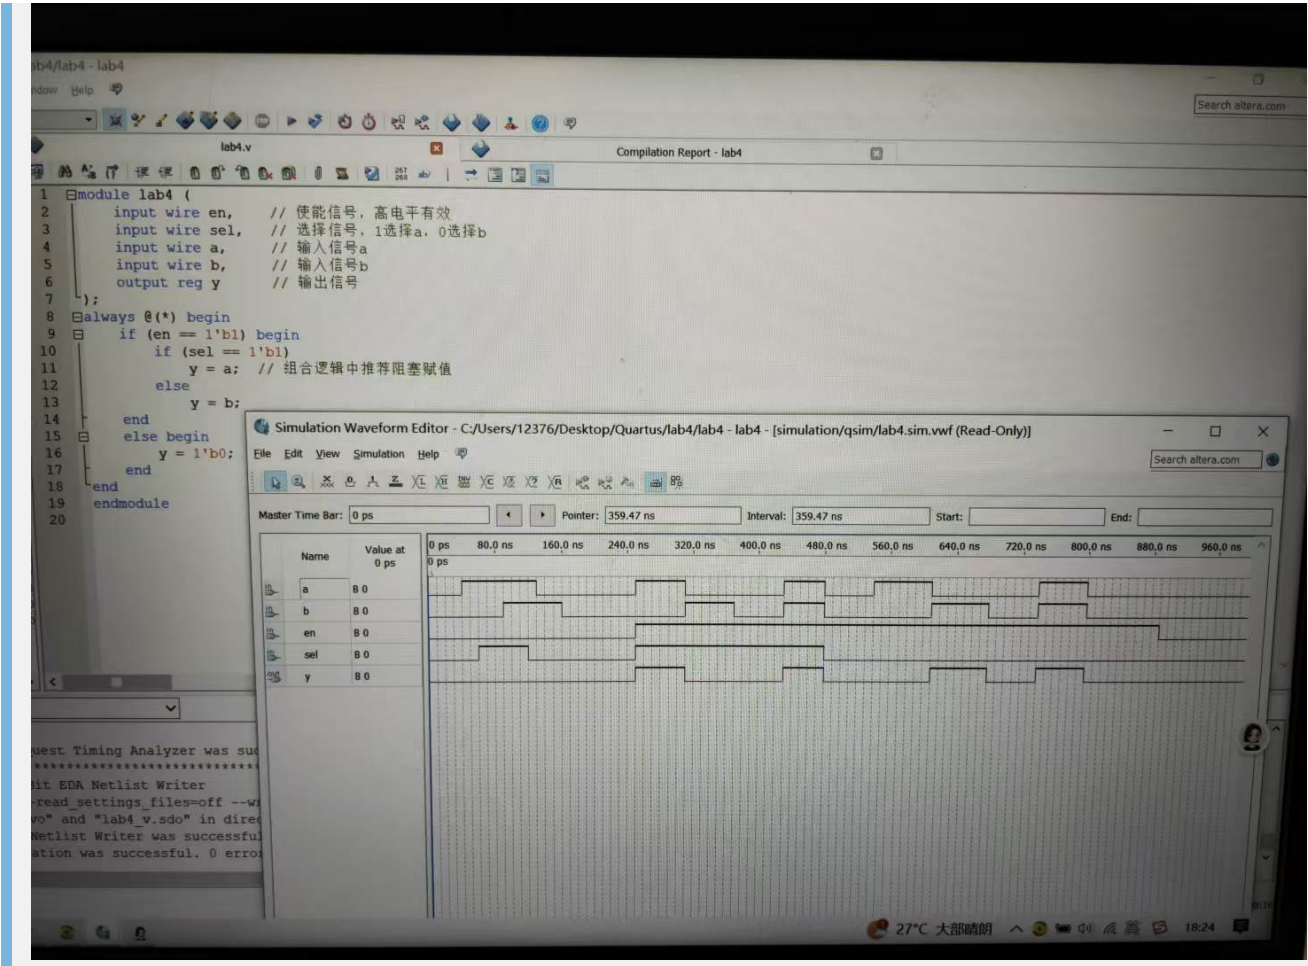 ab4/lab4 - lab4
ndow Help
Search altera.com
lab4.v
Compilation Report - lab4
267
268
ab/
1 module lab4 (
2 input wire en, // 使能信号，高电平有效
3 input wire sel, // 选择信号，1选择a，0选择b
4 input wire a, // 输入信号a
5 input wire b, // 输入信号b
6 output reg y // 输出信号
7 );
8 always @(*) begin
9 if (en == 1'b1) begin
10 if (sel == 1'b1)
11 y = a; // 组合逻辑中推荐阻塞赋值
12 else
13 y = b;
14 end
15 else begin
16 y = 1'b0;
17 end
18 end
19 endmodule
20
Simulation Waveform Editor - C:/Users/12376/Desktop/Quartus/lab4/lab4 - lab4 - [simulation/qsim/lab4.sim.vwf (Read-Only)]
File Edit View Simulation Help
Search altera.com
Master Time Bar: 0 ps Pointer: 359.47 ns Interval: 359.47 ns Start: End:
Name Value at 0 ps
0 ps 80.0 ns 160.0 ns 240.0 ns 320.0 ns 400.0 ns 480.0 ns 560.0 ns 640.0 ns 720.0 ns 800.0 ns 880.0 ns 960.0 ns
0 ps
a B 0
b B 0
en B 0
sel B 0
y B 0
uest Timing Analyzer was suc
it EDA Netlist Writer
-read_settings_files=off --w
vo" and "lab4_v.sdo" in direc
Netlist Writer was successfu
ation was successful. 0 erro
27°C 大部晴朗 英 18:24